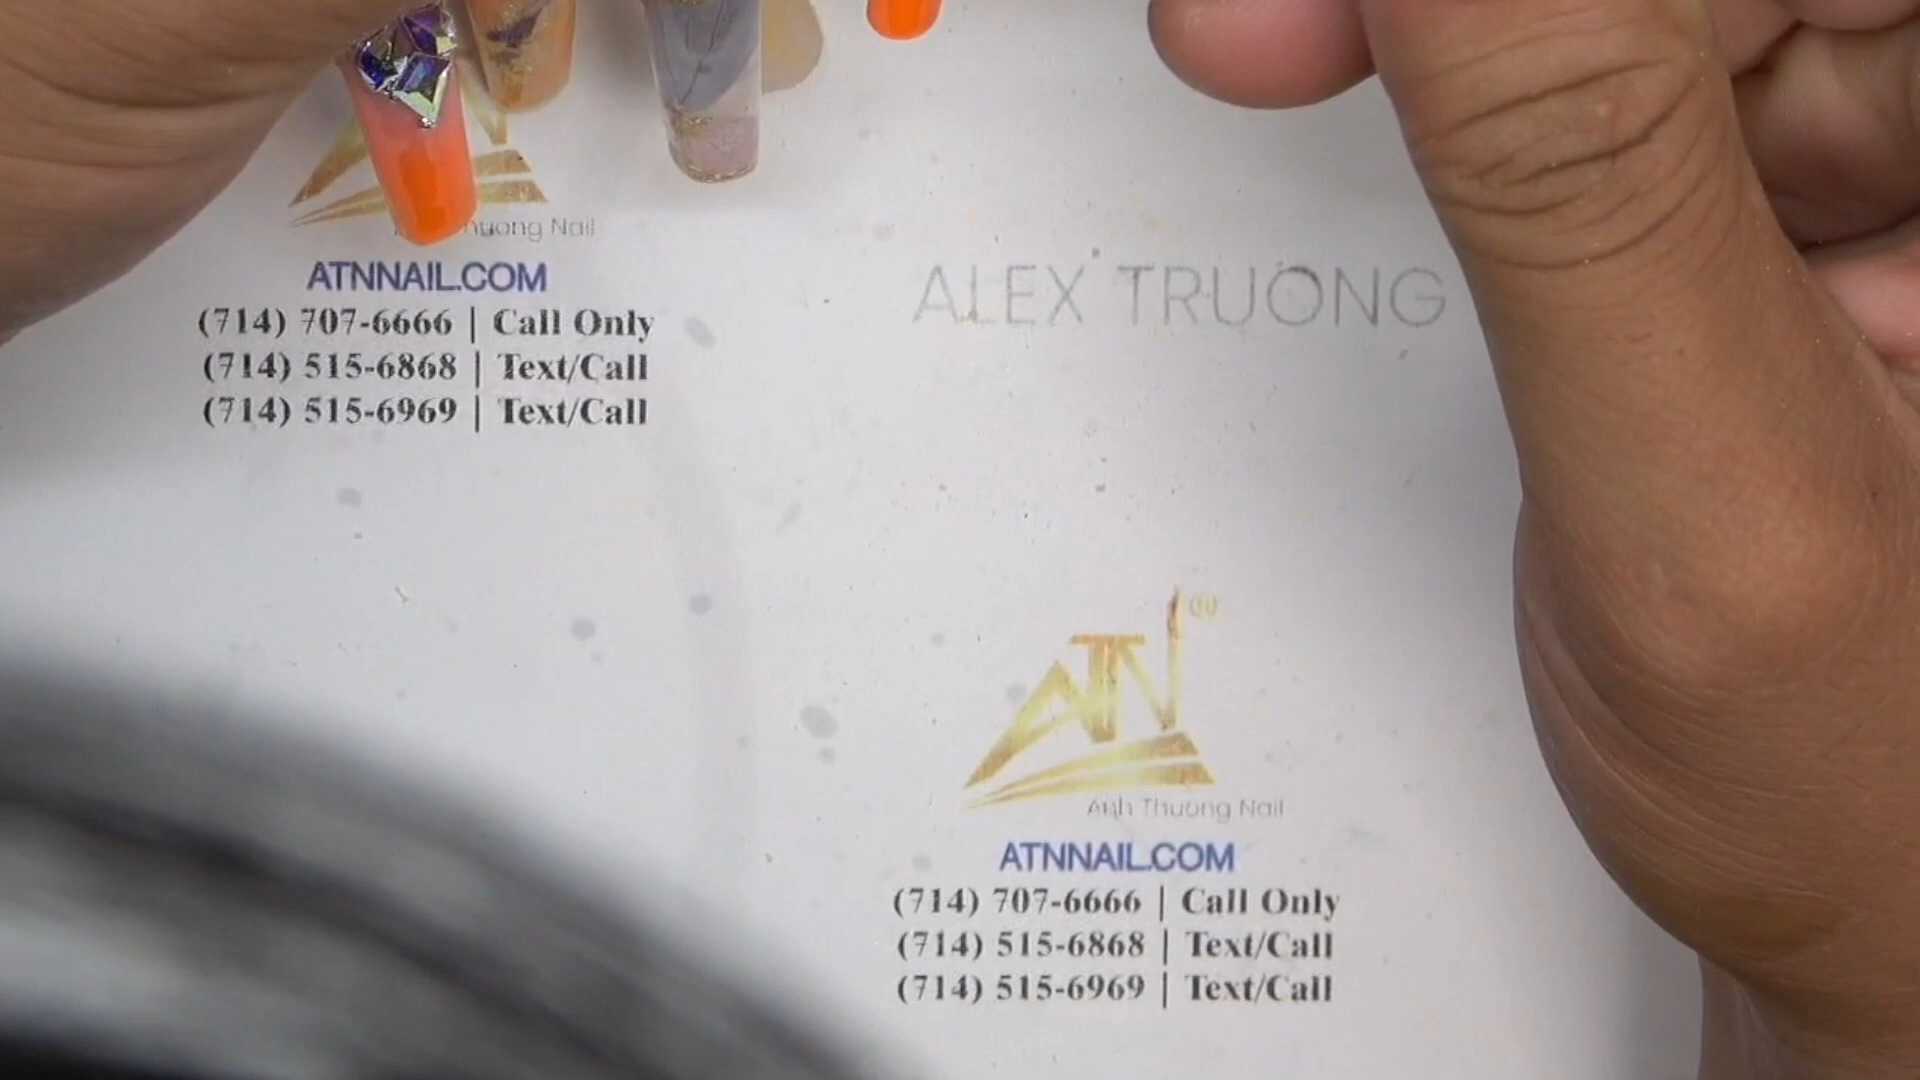 Thuong Nail
ATNNAIL.COM
(714) 707-6666 | Call Only
(714) 515-6868 | Text/Call
(714) 515-6969 | Text/Call
ALEX TRUONG
ATN®
Anh Thuong Nail
ATNNAIL.COM
(714) 707-6666 | Call Only
(714) 515-6868 | Text/Call
(714) 515-6969 | Text/Call